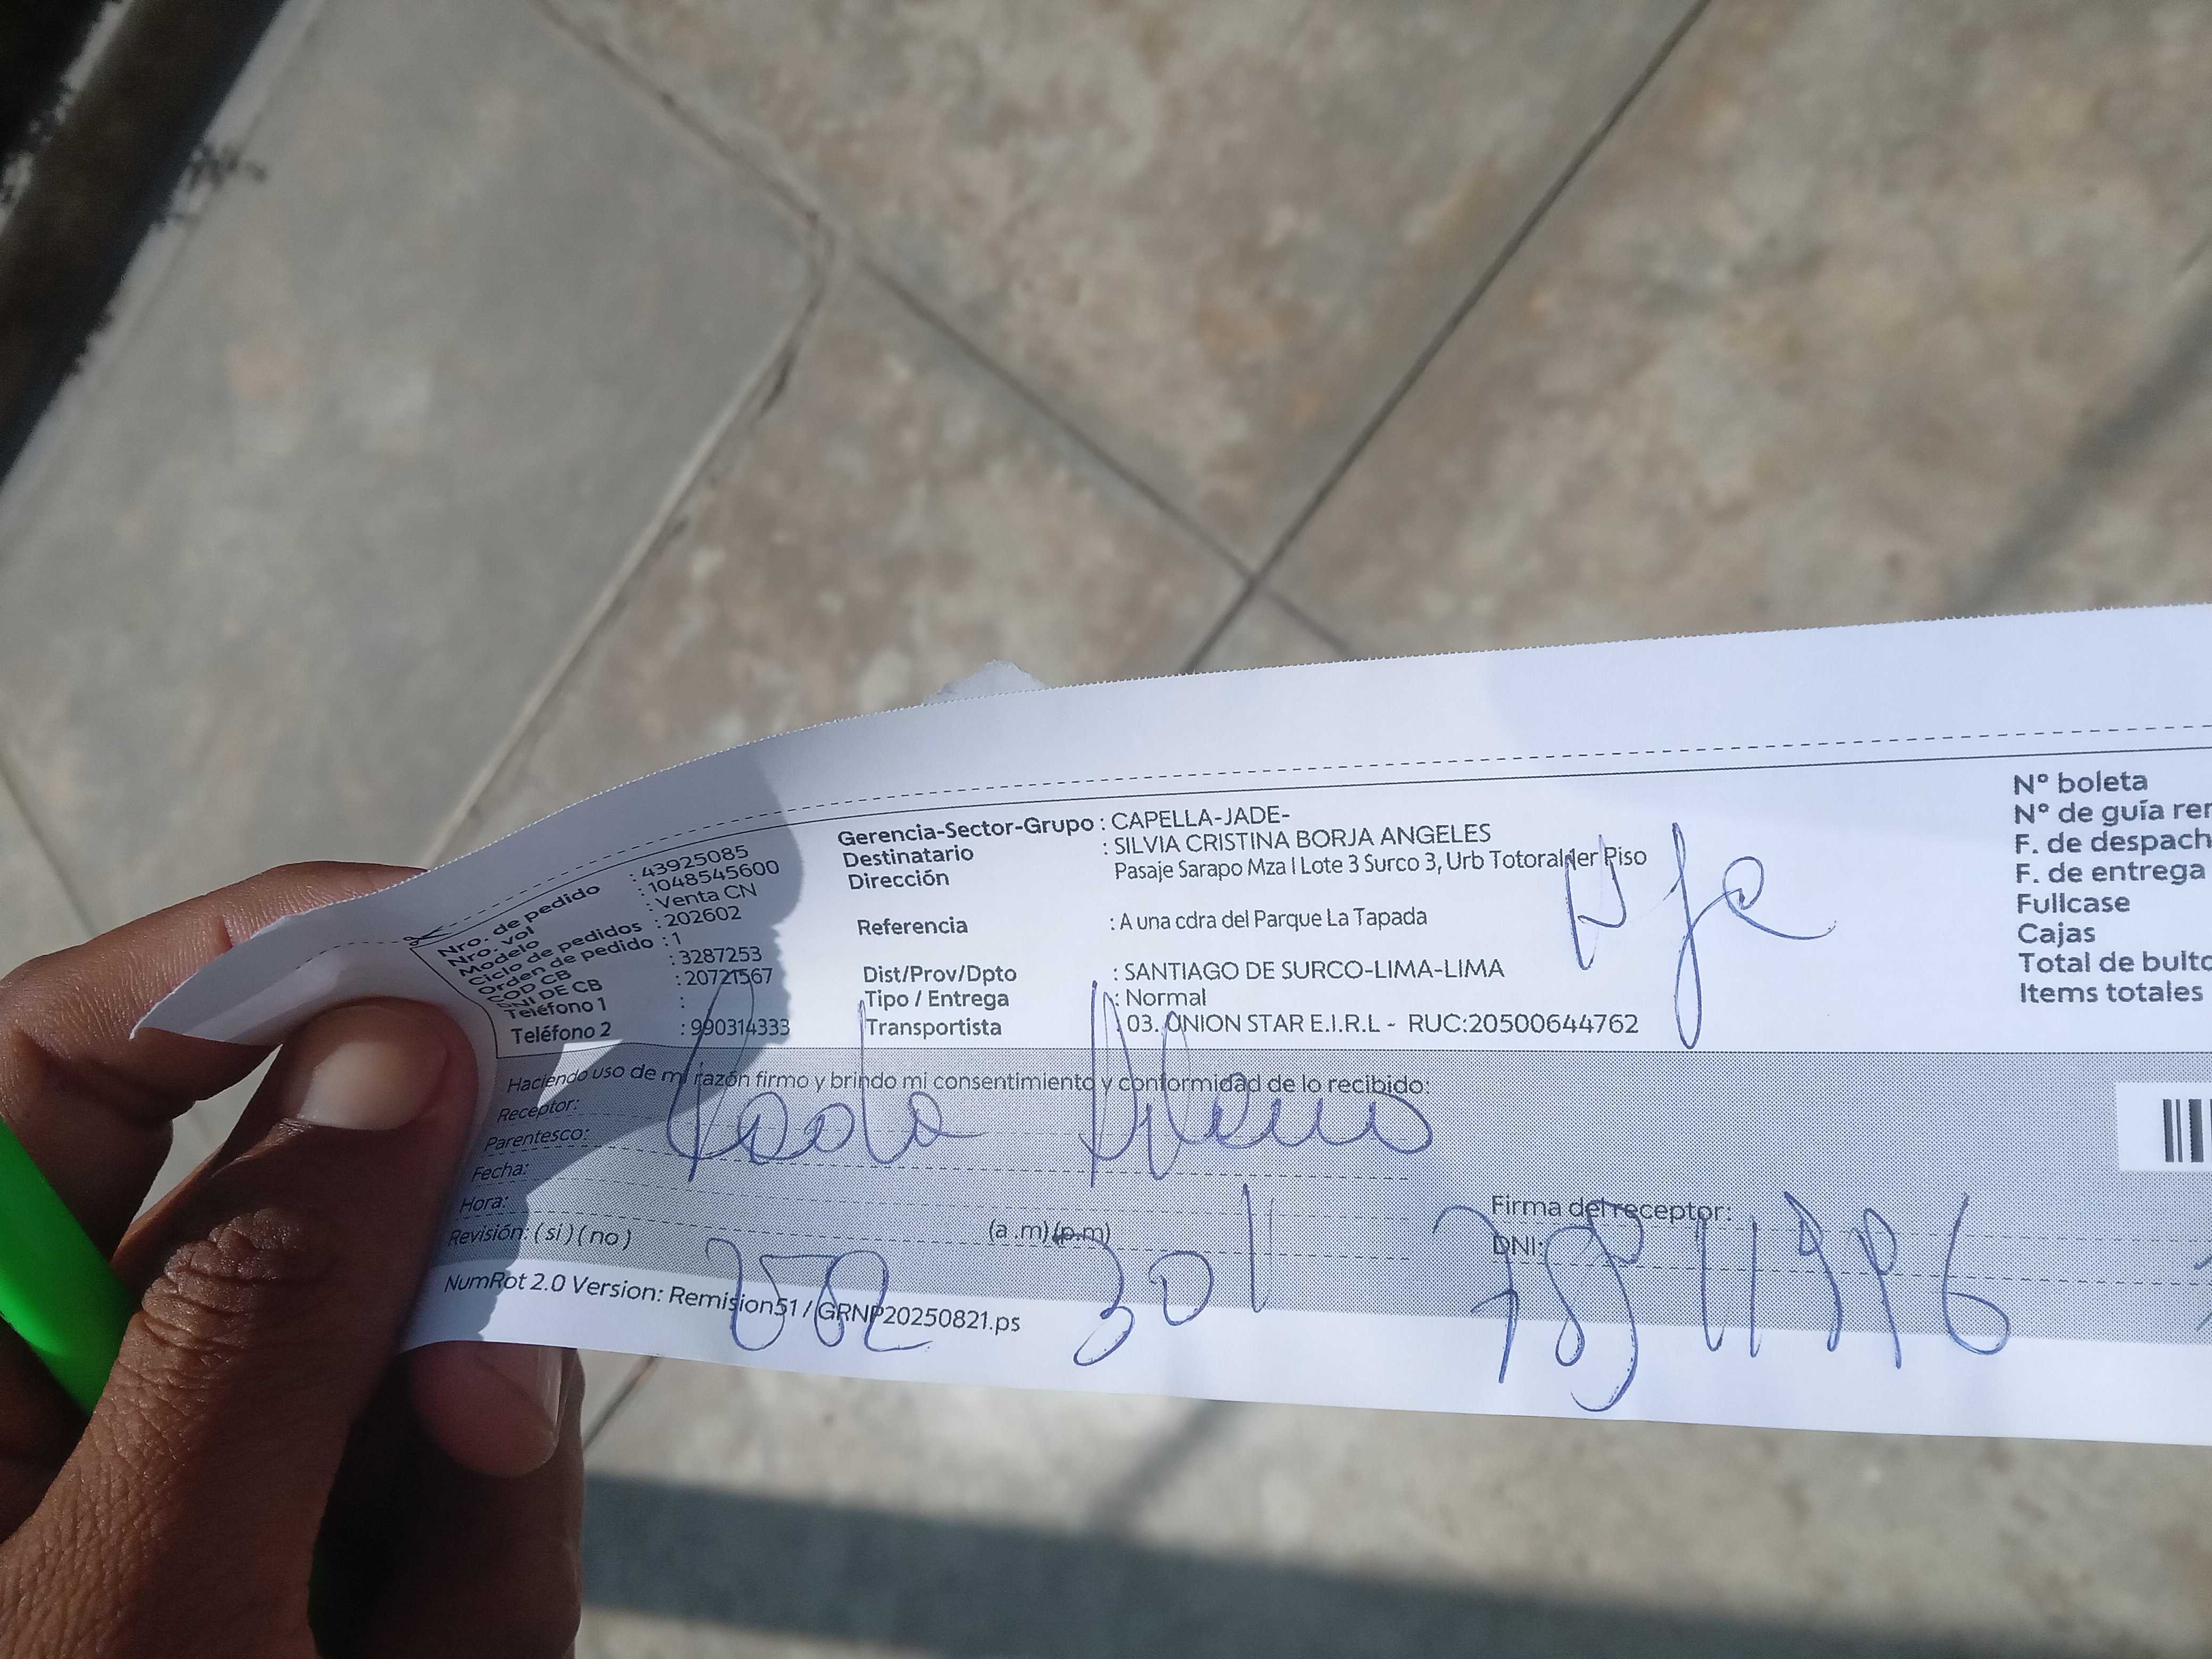 Nro. de pedido : 43925085
Nro. vol : 1048545600
Modelo : Venta CN
Ciclo de pedidos : 202602
Orden de pedido : 1
COD CB : 3287253
DNI DE CB : 20721567
Teléfono 1 :
Teléfono 2 : 990314333
Gerencia-Sector-Grupo : CAPELLA-JADE-
Destinatario : SILVIA CRISTINA BORJA ANGELES
Dirección Pasaje Sarapo Mza I Lote 3 Surco 3, Urb Piso
Referencia : A una cdra del Parque La Tapada
Dist/Prov/Dpto : SANTIAGO DE SURCO-LIMA-LIMA
Tipo / Entrega : Normal
Transportista : 03. UNION STAR E.I.R.L - RUC:20500644762
Nº boleta
Nº de guía rer
F. de despach
F. de entrega
Fullcase
Cajas
Total de bulto
Items totales
Haciendo uso de mi razón firmo y brindo mi consentimiento y conformidad de lo recibido:
Receptor:
Parentesco:
Fecha:
Hora: (a .m)(p.m)
Revisión: (si)(no)
Firma del receptor:
DNI:
301
NumRot 2.0 Version: Remision51 / GRNP20250821.ps